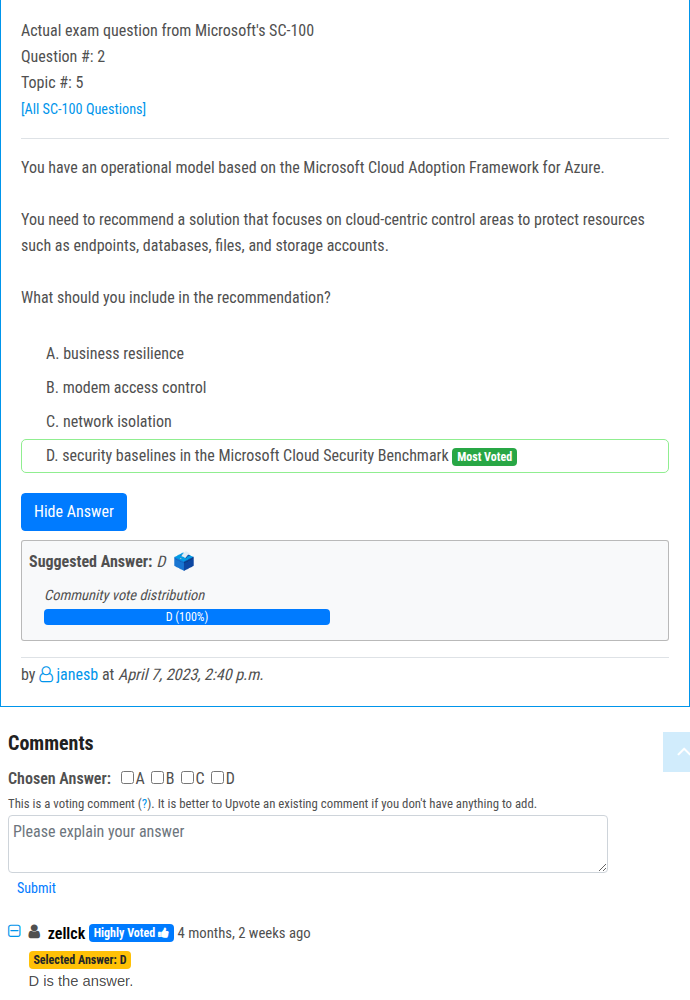 Actual exam question from Microsoft's SC-100
Question #: 2
Topic #: 5
[All SC-100 Questions]
You have an operational model based on the Microsoft Cloud Adoption Framework for Azure.
You need to recommend a solution that focuses on cloud-centric control areas to protect resources
such as endpoints, databases, files, and storage accounts.
What should you include in the recommendation?
A. business resilience
B. modem access control
C. network isolation
D. security baselines in the Microsoft Cloud Security Benchmark Most Voted
Hide Answer
Suggested Answer: D
Community vote distribution
D (100%)
by janesb at April 7, 2023, 2:40 p.m.
Comments
Chosen Answer: A B C D
This is a voting comment (?). It is better to Upvote an existing comment if you don't have anything to add.
Please explain your answer
Submit
zellck Highly Voted 4 months, 2 weeks ago
Selected Answer: D
D is the answer.